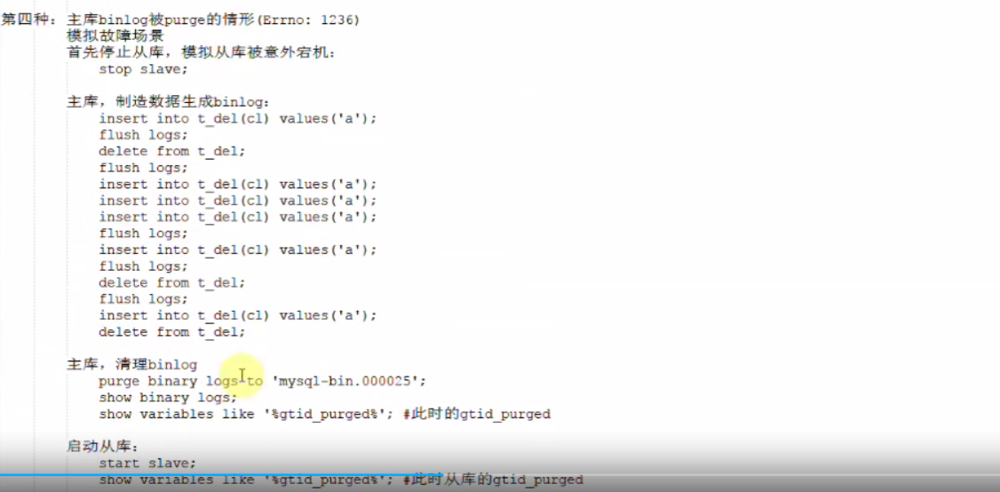 第四种：主库binlog被purge的情形(Errno: 1236)
模拟故障场景
首先停止从库，模拟从库被意外宕机：
stop slave;
主库，制造数据生成binlog：
insert into t_del(cl) values('a');
flush logs;
delete from t_del;
flush logs;
insert into t_del(cl) values('a');
insert into t_del(cl) values('a');
insert into t_del(cl) values('a');
flush logs;
insert into t_del(cl) values('a');
flush logs;
delete from t_del;
flush logs;
insert into t_del(cl) values('a');
delete from t_del;
主库，清理binlog
purge binary logs to 'mysql-bin.000025';
show binary logs;
show variables like '%gtid_purged%'; #此时的gtid_purged
启动从库：
start slave;
show variables like '%gtid_purged%'; #此时从库的gtid_purged